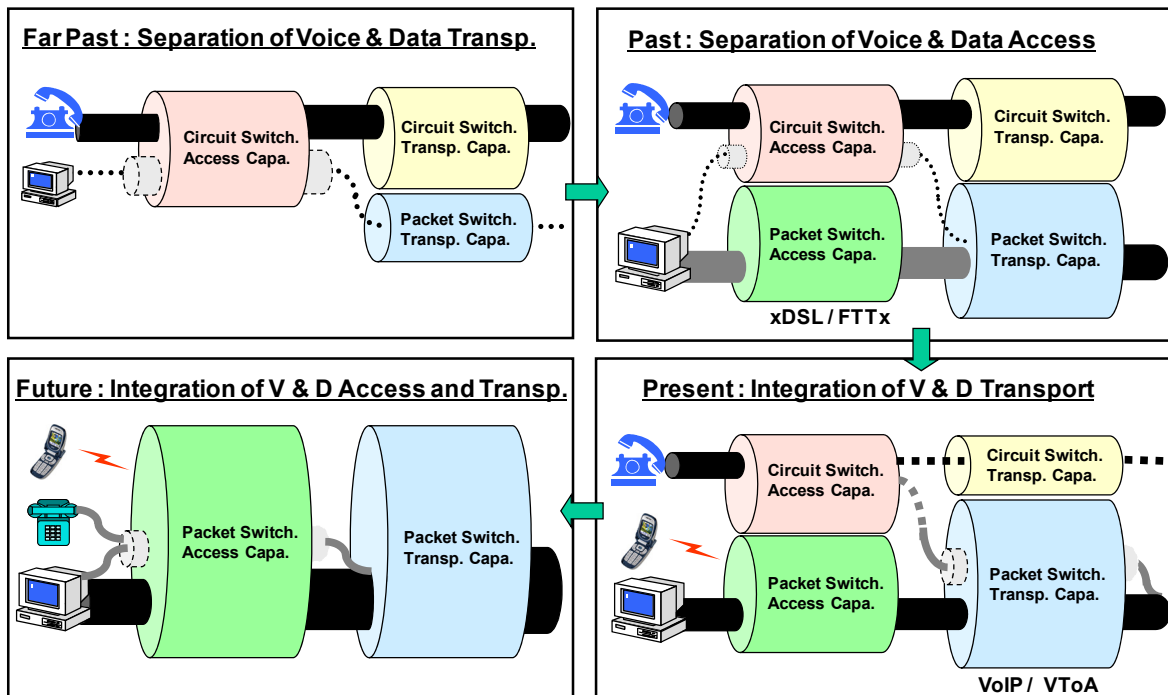 Far Past : Separation of Voice & Data Transp.
Circuit Switch.
Access Capa.
Circuit Switch.
Transp. Capa.
Packet Switch.
Transp. Capa.
Past : Separation of Voice & Data Access
Circuit Switch.
Access Capa.
Circuit Switch.
Transp. Capa.
Packet Switch.
Access Capa.
Packet Switch.
Transp. Capa.
xDSL / FTTx
Future : Integration of V & D Access and Transp.
Packet Switch.
Access Capa.
Packet Switch.
Transp. Capa.
Present : Integration of V & D Transport
Circuit Switch.
Access Capa.
Circuit Switch.
Transp. Capa.
Packet Switch.
Access Capa.
Packet Switch.
Transp. Capa.
VoIP / VToA